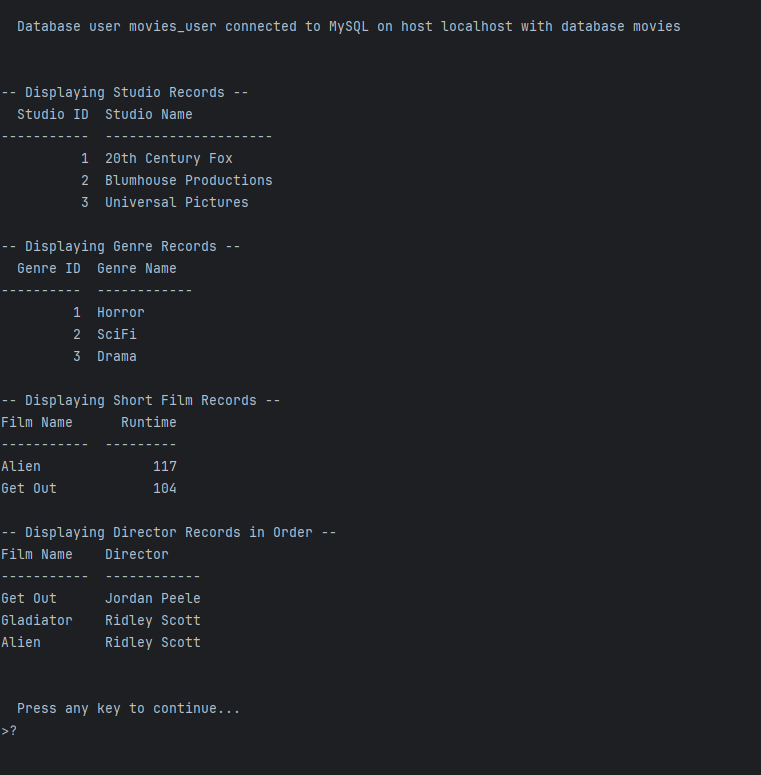 Database user movies_user connected to MySQL on host localhost with database movies
-- Displaying Studio Records --
  Studio ID  Studio Name
-----------  ---------------------
          1  20th Century Fox
          2  Blumhouse Productions
          3  Universal Pictures
-- Displaying Genre Records --
  Genre ID  Genre Name
----------  ------------
         1  Horror
         2  SciFi
         3  Drama
-- Displaying Short Film Records --
Film Name      Runtime
-----------  ---------
Alien              117
Get Out            104
-- Displaying Director Records in Order --
Film Name    Director
-----------  ------------
Get Out      Jordan Peele
Gladiator    Ridley Scott
Alien        Ridley Scott
  Press any key to continue...
>?